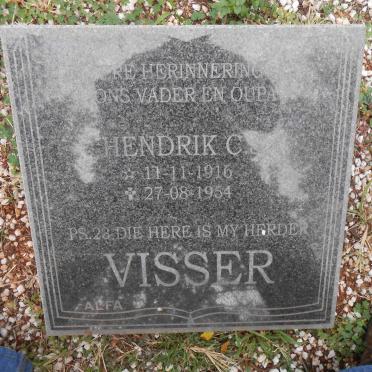 HERINNERING
ONS VADER EN OUPA
HENDRIK C.
☆ 11-11-1916
✞ 27-08-1954
PS.23 DIE HERE IS MY HERDER
VISSER
ALFA